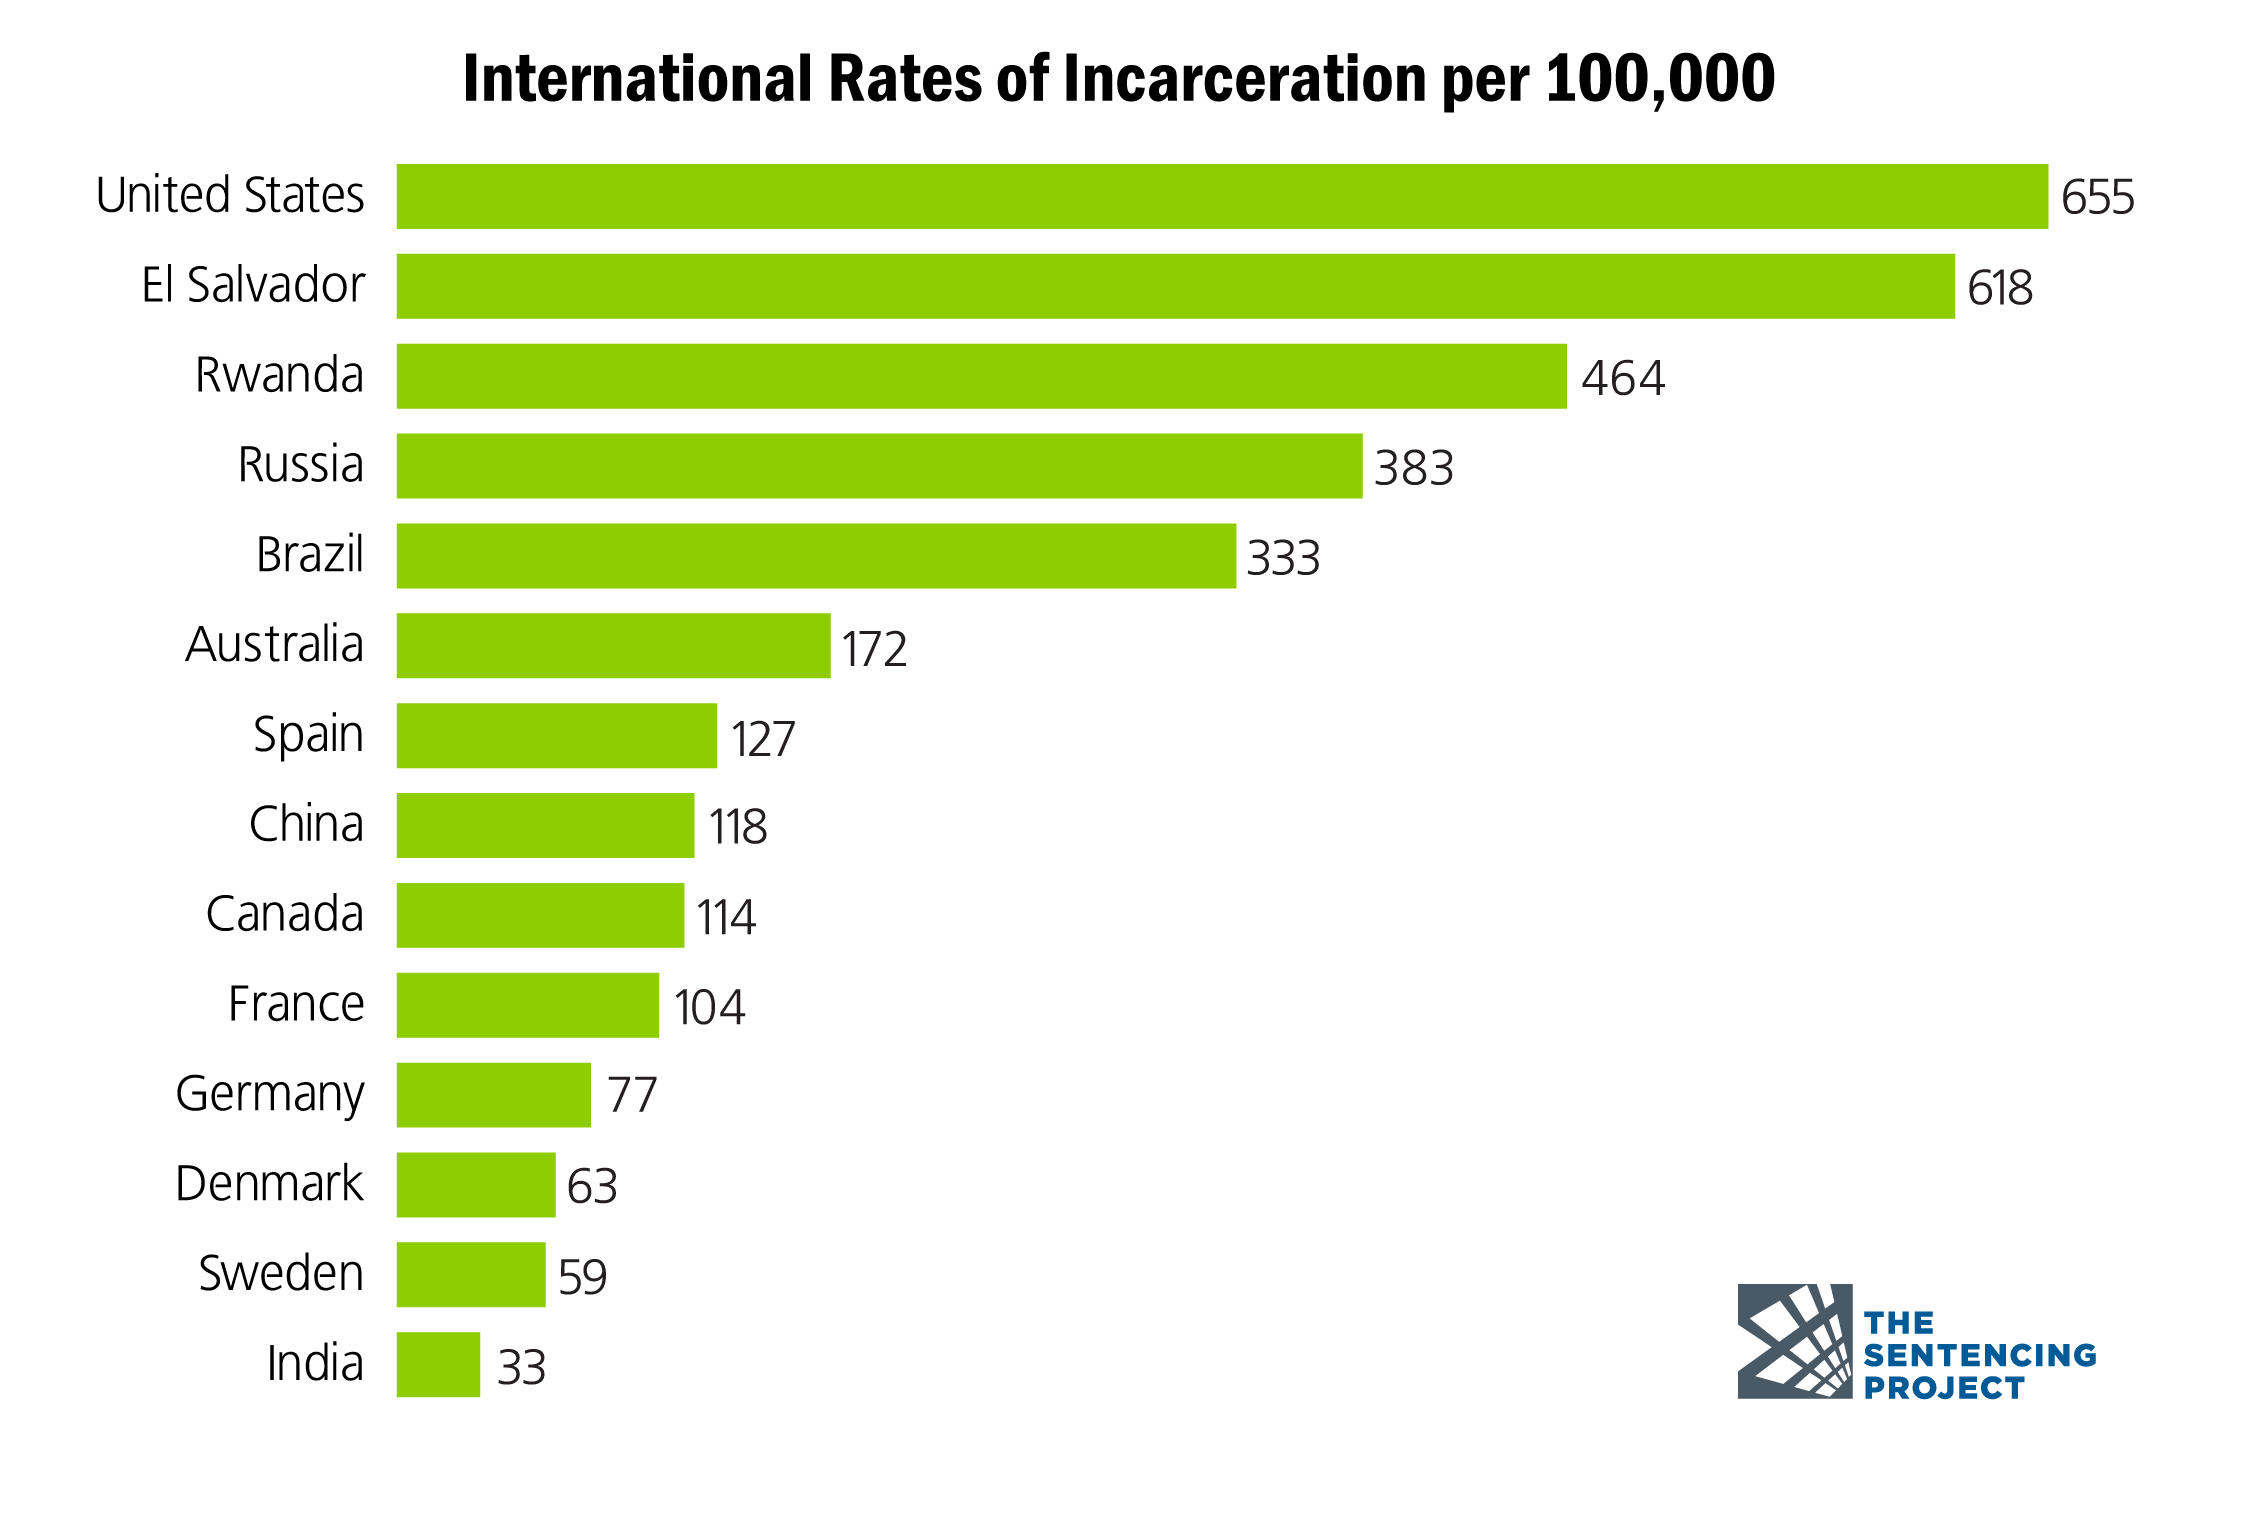 International Rates of Incarceration per 100,000
United States 655
El Salvador 618
Rwanda 464
Russia 383
Brazil 333
Australia 172
Spain 127
China 118
Canada 114
France 104
Germany 77
Denmark 63
Sweden 59
India 33
THE
SENTENCING
PROJECT